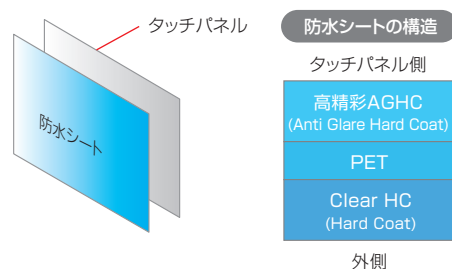 タッチパネル
防水シート
防水シートの構造
タッチパネル側
高精彩AGHC
(Anti Glare Hard Coat)
PET
Clear HC
(Hard Coat)
外側